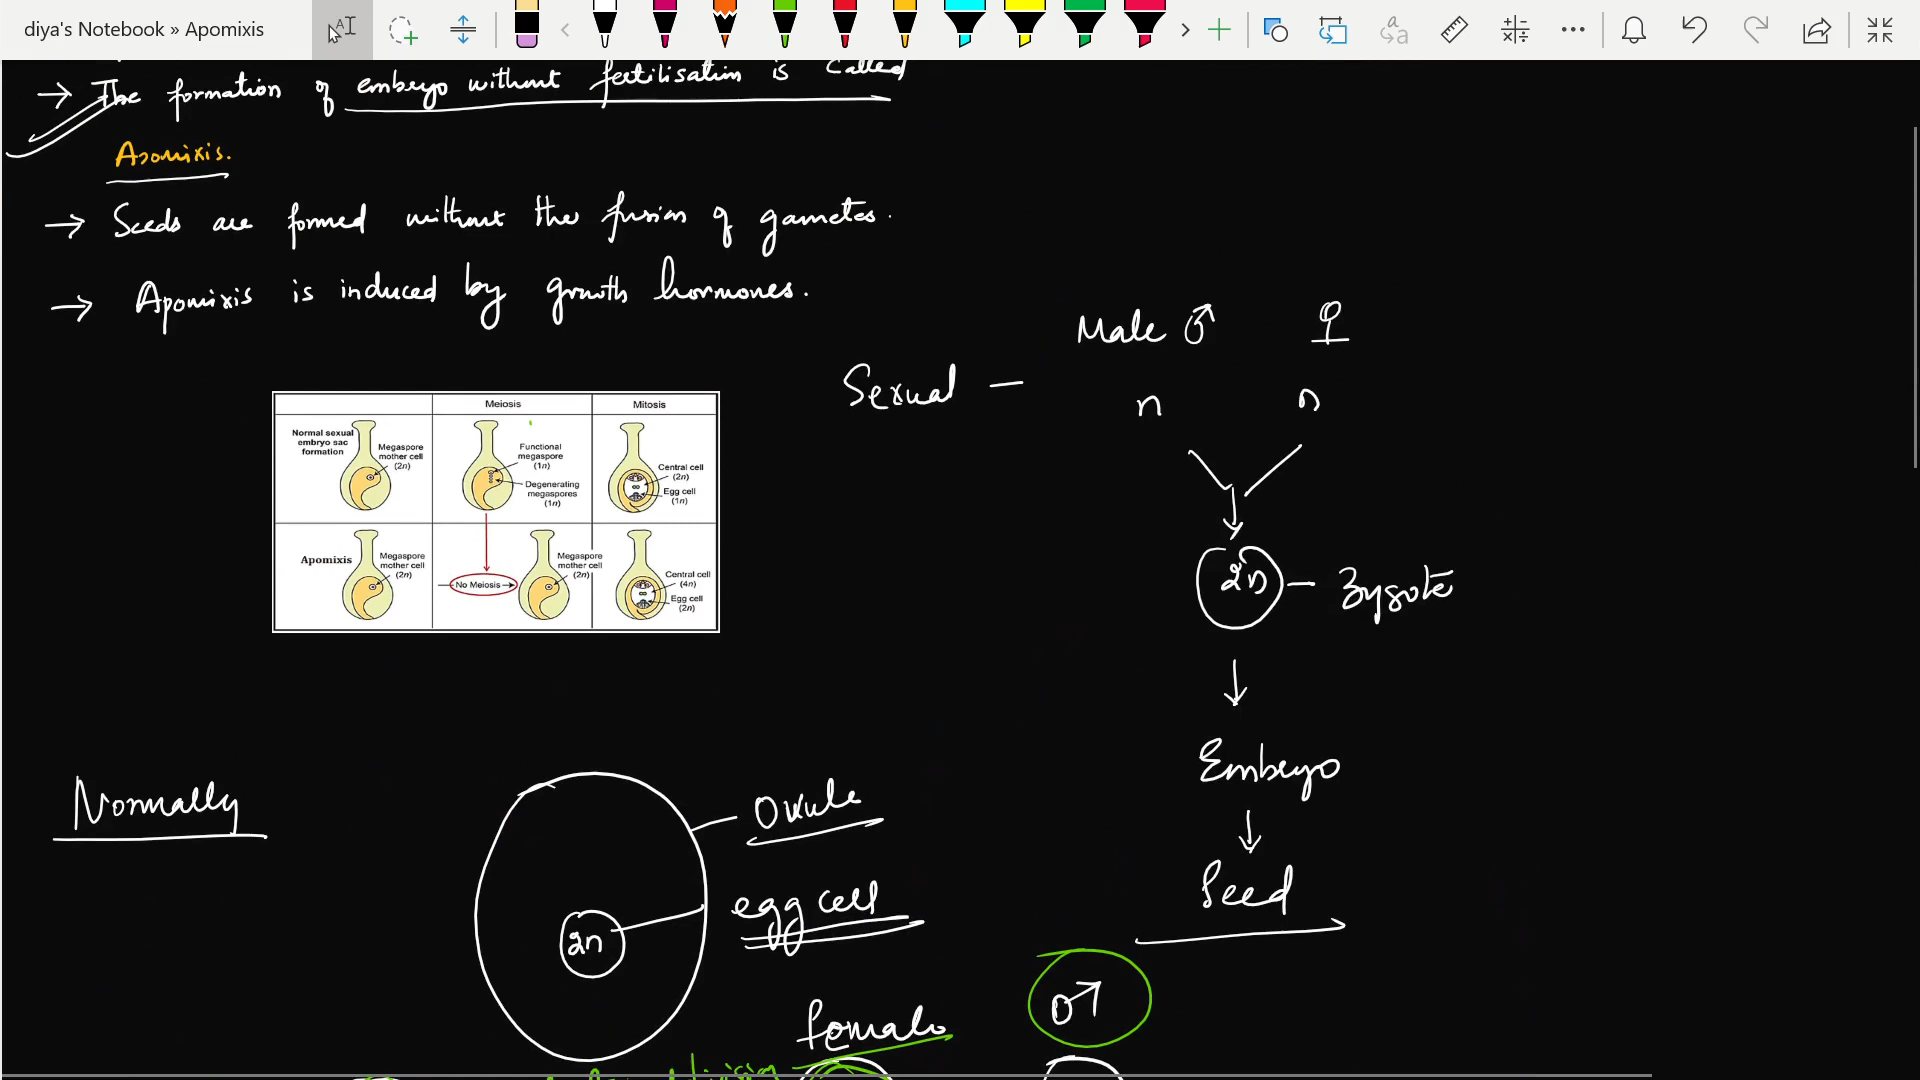 diya's Notebook » Apomixis
→ The formation of embryo without fertilisation is called
Apomixis.
→ Seeds are formed without the fusion of gametes.
→ Apomixis is induced by growth hormones.
Male ♂ ♀
Sexual —
n n
2n — Zygote
Embryo
Seed
Meiosis Mitosis
Normal sexual
embryo sac
formation
Megaspore
mother cell
(2n)
Functional
megaspore
(1n)
Degenerating
megaspores
(1n)
Central cell
(2n)
Egg cell
(1n)
Apomixis
Megaspore
mother cell
(2n)
No Meiosis
Megaspore
mother cell
(2n)
Central cell
(4n)
Egg cell
(2n)
Normally
Ovule
egg cell
2n
female
♂